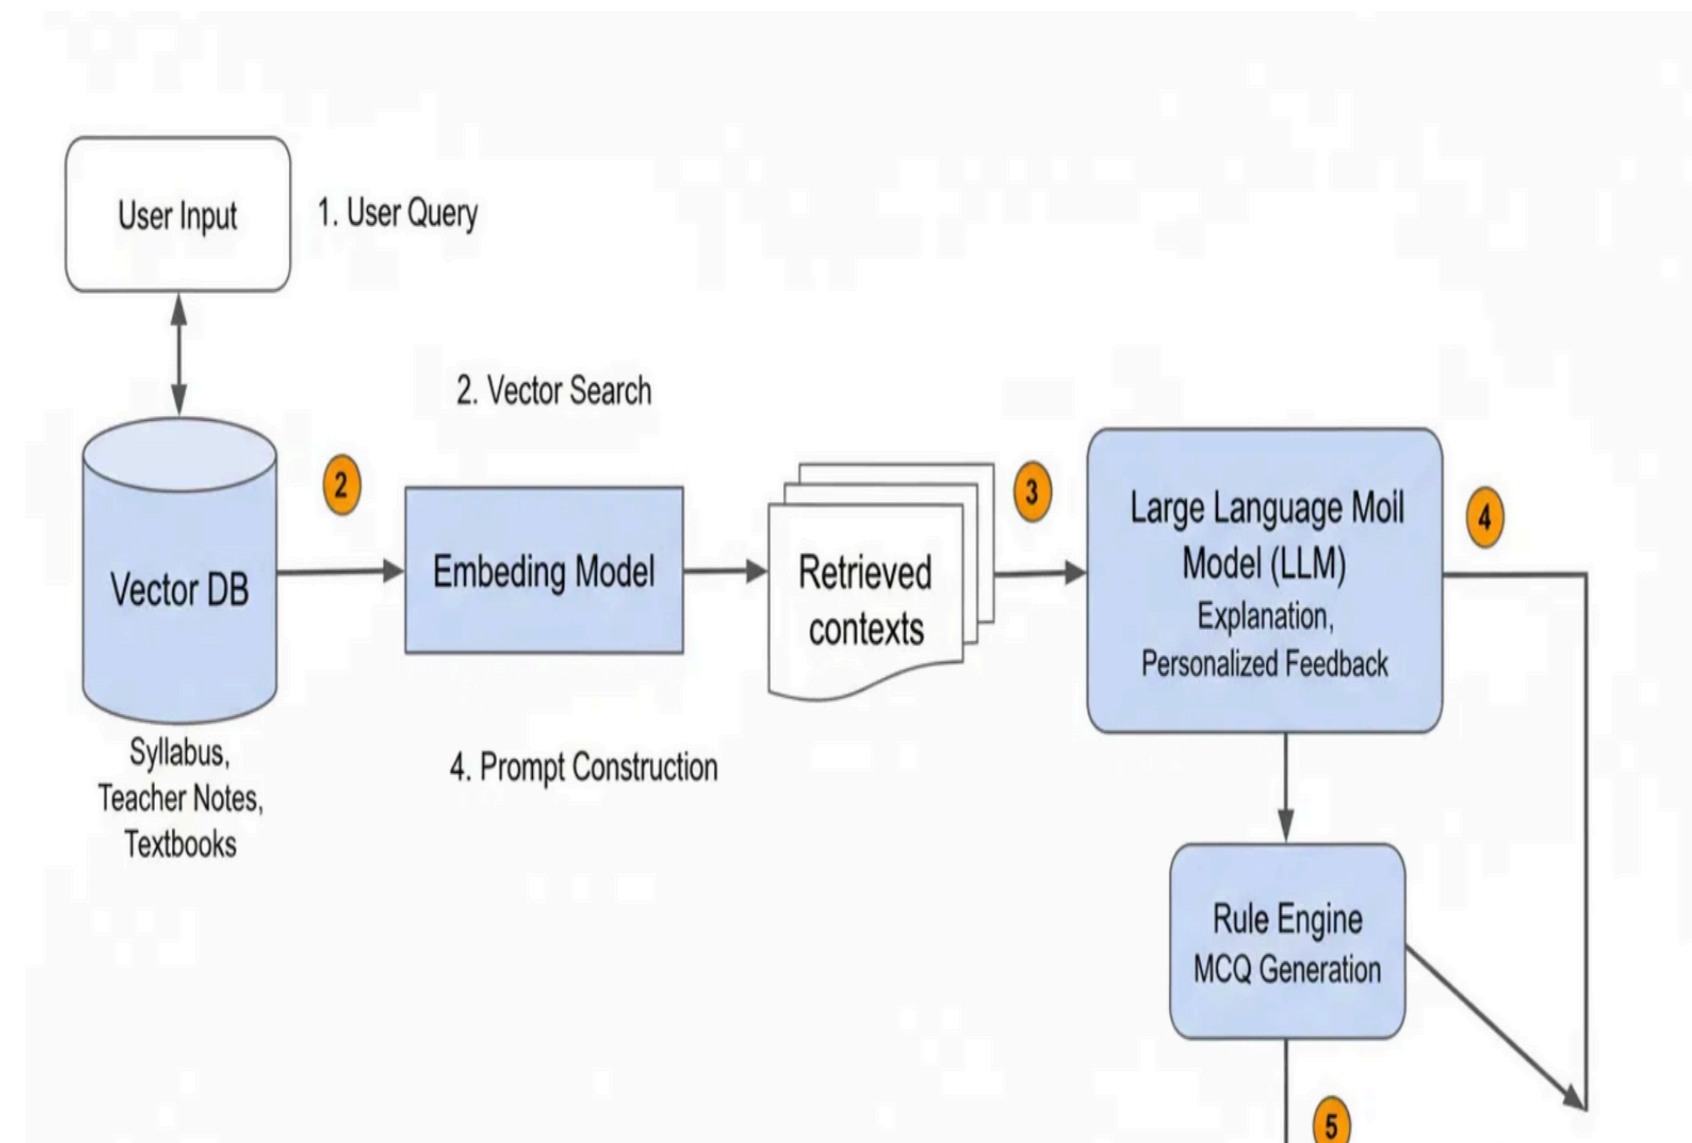 User Input
1. User Query
2. Vector Search
2
3
4
Vector DB
Embeding Model
Retrieved
contexts
Large Language Moil
Model (LLM)
Explanation,
Personalized Feedback
Syllabus,
Teacher Notes,
Textbooks
4. Prompt Construction
Rule Engine
MCQ Generation
5